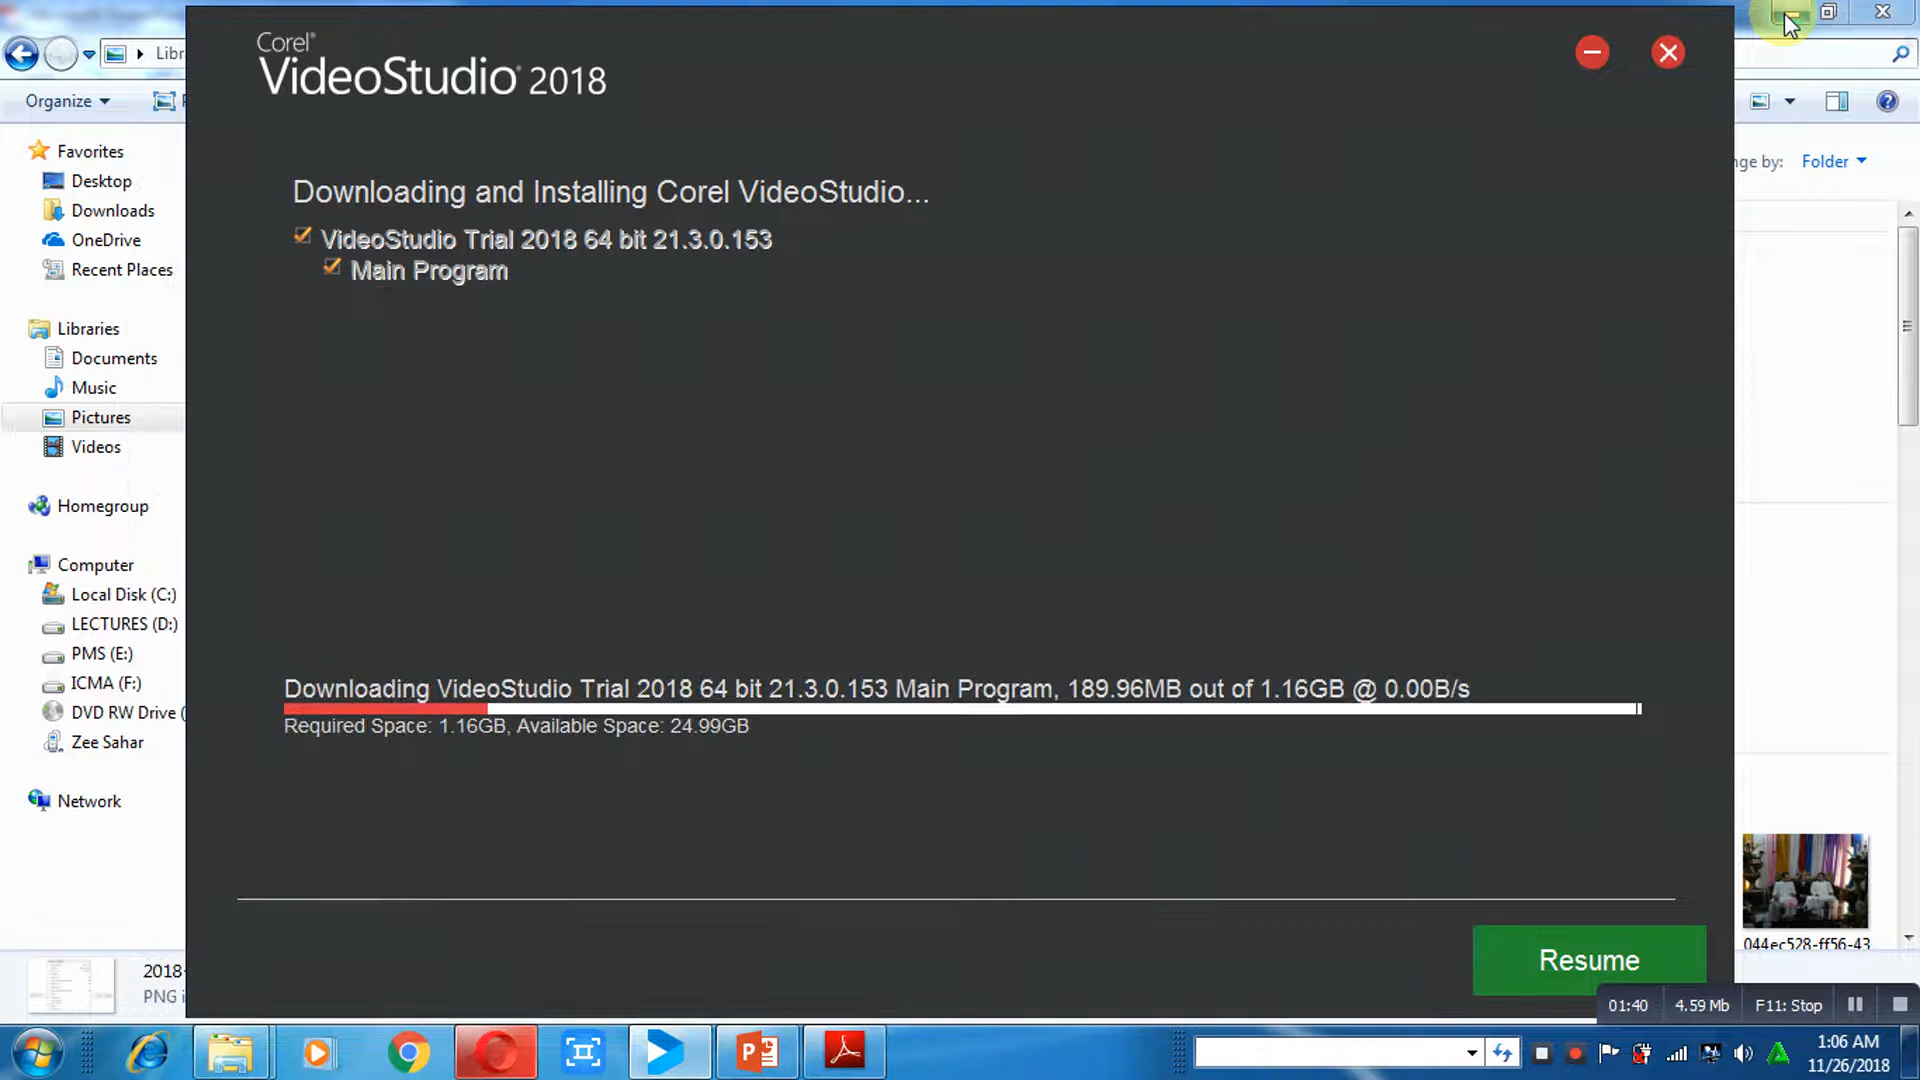 Corel®
VideoStudio® 2018
Libr
Organize
nge by: Folder
Downloading and Installing Corel VideoStudio...
VideoStudio Trial 2018 64 bit 21.3.0.153
Main Program
Favorites
Desktop
Downloads
OneDrive
Recent Places
Libraries
Documents
Music
Pictures
Videos
Homegroup
Computer
Local Disk (C:)
LECTURES (D:)
PMS (E:)
ICMA (F:)
DVD RW Drive (
Zee Sahar
Network
Downloading VideoStudio Trial 2018 64 bit 21.3.0.153 Main Program, 189.96MB out of 1.16GB @ 0.00B/s
Required Space: 1.16GB, Available Space: 24.99GB
044ec528-ff56-43
Resume
2018-
PNG i
01:40 4.59 Mb F11: Stop
1:06 AM
11/26/2018